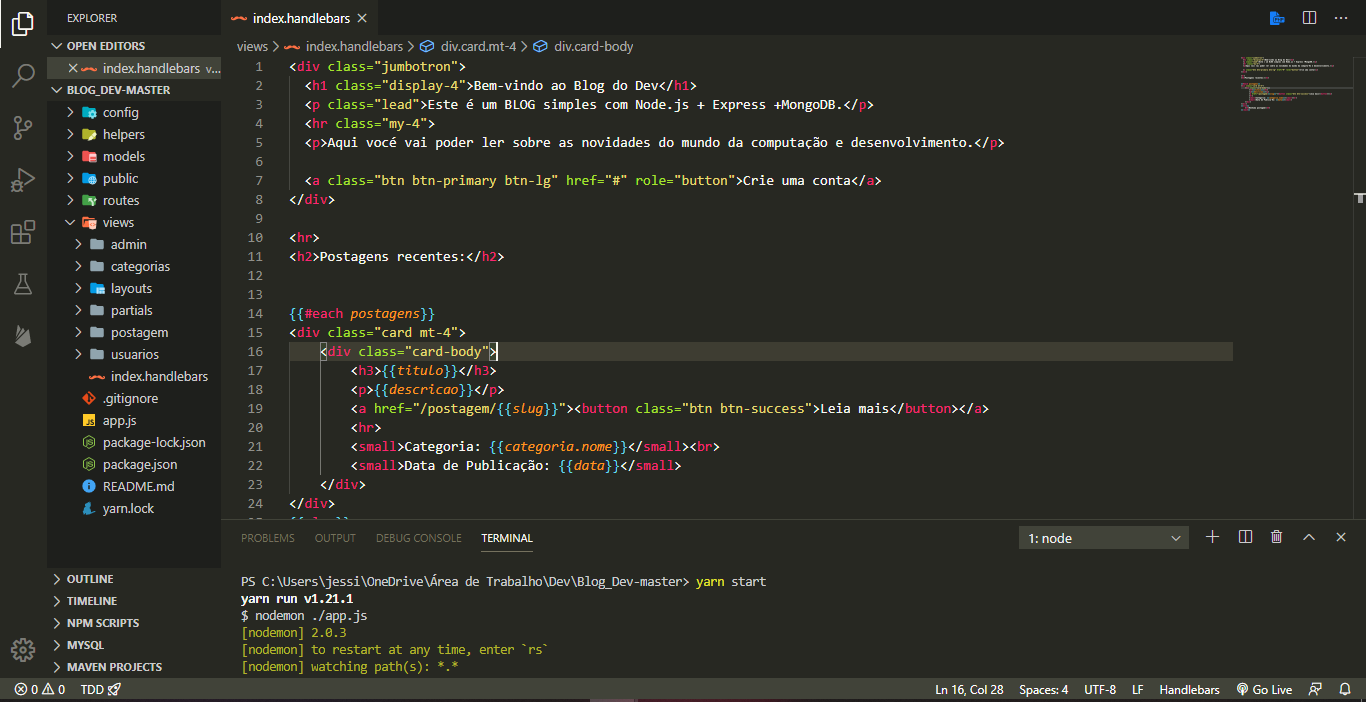 EXPLORER
OPEN EDITORS
index.handlebars v...
BLOG_DEV-MASTER
config
helpers
models
public
routes
views
admin
categorias
layouts
partials
postagem
usuarios
index.handlebars
.gitignore
app.js
package-lock.json
package.json
README.md
yarn.lock
OUTLINE
TIMELINE
NPM SCRIPTS
MYSQL
MAVEN PROJECTS
index.handlebars
views > index.handlebars > div.card.mt-4 > div.card-body
1 <div class="jumbotron">
2 <h1 class="display-4">Bem-vindo ao Blog do Dev</h1>
3 <p class="lead">Este é um BLOG simples com Node.js + Express +MongoDB.</p>
4 <hr class="my-4">
5 <p>Aqui você vai poder ler sobre as novidades do mundo da computação e desenvolvimento.</p>
6
7 <a class="btn btn-primary btn-lg" href="#" role="button">Crie uma conta</a>
8 </div>
9
10 <hr>
11 <h2>Postagens recentes:</h2>
12
13
14 {{#each postagens}}
15 <div class="card mt-4">
16 <div class="card-body">
17 <h3>{{titulo}}</h3>
18 <p>{{descricao}}</p>
19 <a href="/postagem/{{slug}}"><button class="btn btn-success">Leia mais</button></a>
20 <hr>
21 <small>Categoria: {{categoria.nome}}</small><br>
22 <small>Data de Publicação: {{data}}</small>
23 </div>
24 </div>
PROBLEMS OUTPUT DEBUG CONSOLE TERMINAL 1: node
PS C:\Users\jessi\OneDrive\Área de Trabalho\Dev\Blog_Dev-master> yarn start
yarn run v1.21.1
$ nodemon ./app.js
[nodemon] 2.0.3
[nodemon] to restart at any time, enter `rs`
[nodemon] watching path(s): *.*
0 0 TDD Ln 16, Col 28 Spaces: 4 UTF-8 LF Handlebars Go Live